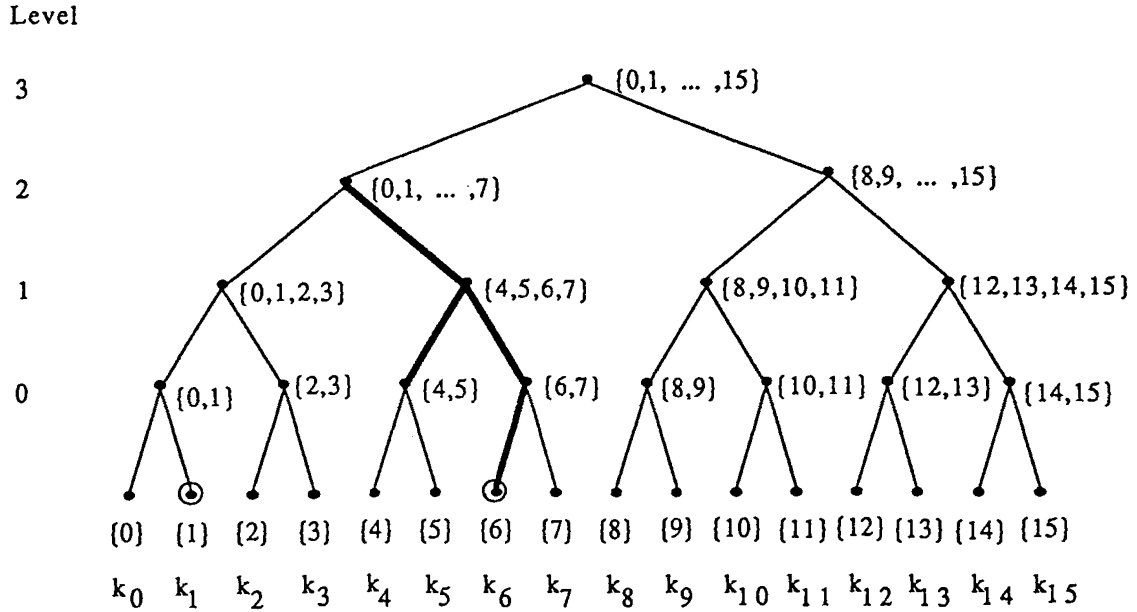 Level
3 {0,1, ... ,15}
2 {0,1, ... ,7} {8,9, ... ,15}
1 {0,1,2,3} {4,5,6,7} {8,9,10,11} {12,13,14,15}
0 {0,1} {2,3} {4,5} {6,7} {8,9} {10,11} {12,13} {14,15}
{0} {1} {2} {3} {4} {5} {6} {7} {8} {9} {10} {11} {12} {13} {14} {15}
k0 k1 k2 k3 k4 k5 k6 k7 k8 k9 k10 k11 k12 k13 k14 k15